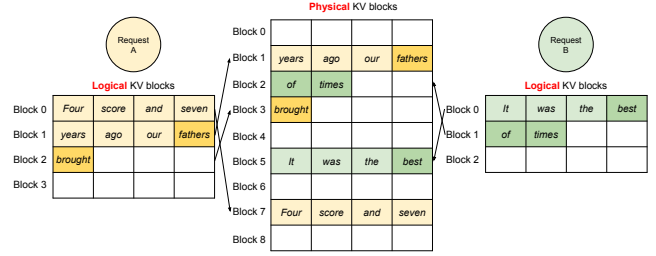 Physical KV blocks
Request A
Request B
Logical KV blocks
Block 0 Four score and seven
Block 1 years ago our fathers
Block 2 brought
Block 3
Block 0
Block 1 years ago our fathers
Block 2 of times
Block 3 brought
Block 4
Block 5 It was the best
Block 6
Block 7 Four score and seven
Block 8
Logical KV blocks
Block 0 It was the best
Block 1 of times
Block 2